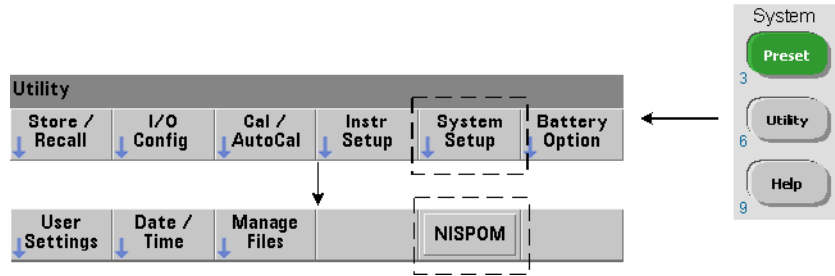 System
Preset
3
Utility
6
Help
9
Utility
Store / Recall
I/O Config
Cal / AutoCal
Instr Setup
System Setup
Battery Option
User Settings
Date / Time
Manage Files
NISPOM